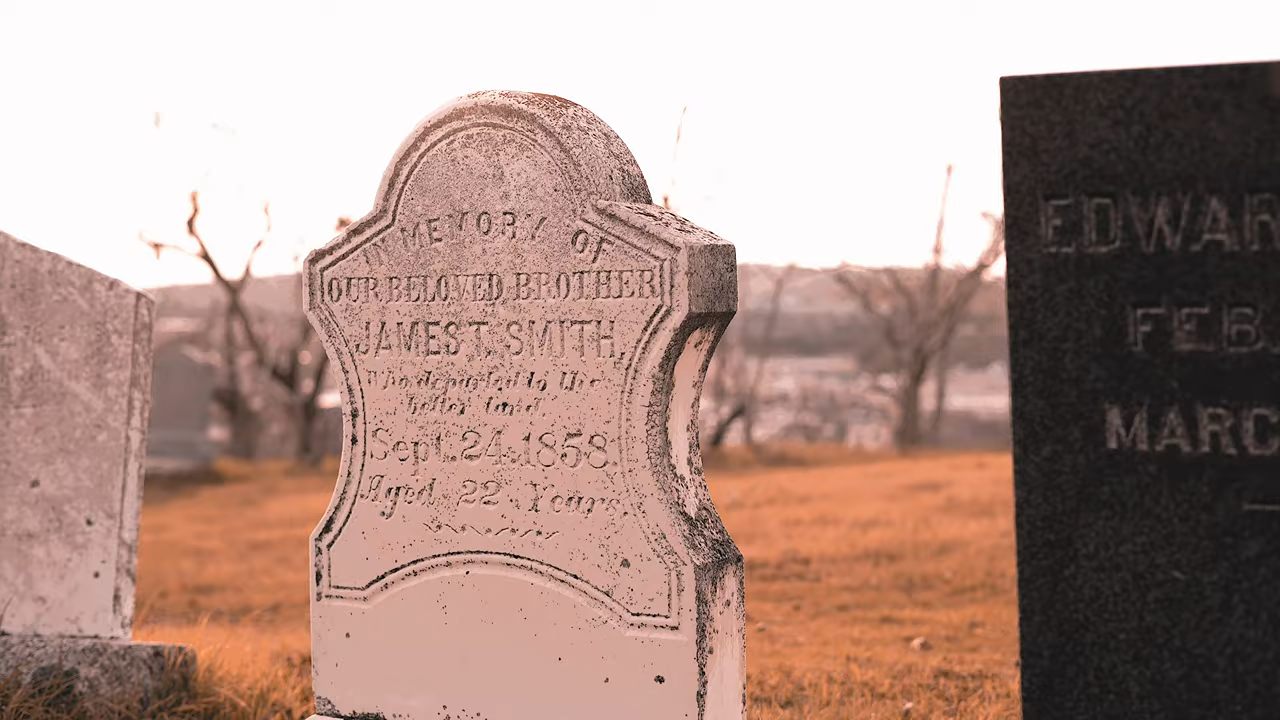 IN MEMORY OF
OUR BELOVED BROTHER
JAMES T. SMITH,
Who departed to the
better land,
Sept. 24, 1858.
Aged 22 Years.
EDWAR
FEB.
MARC